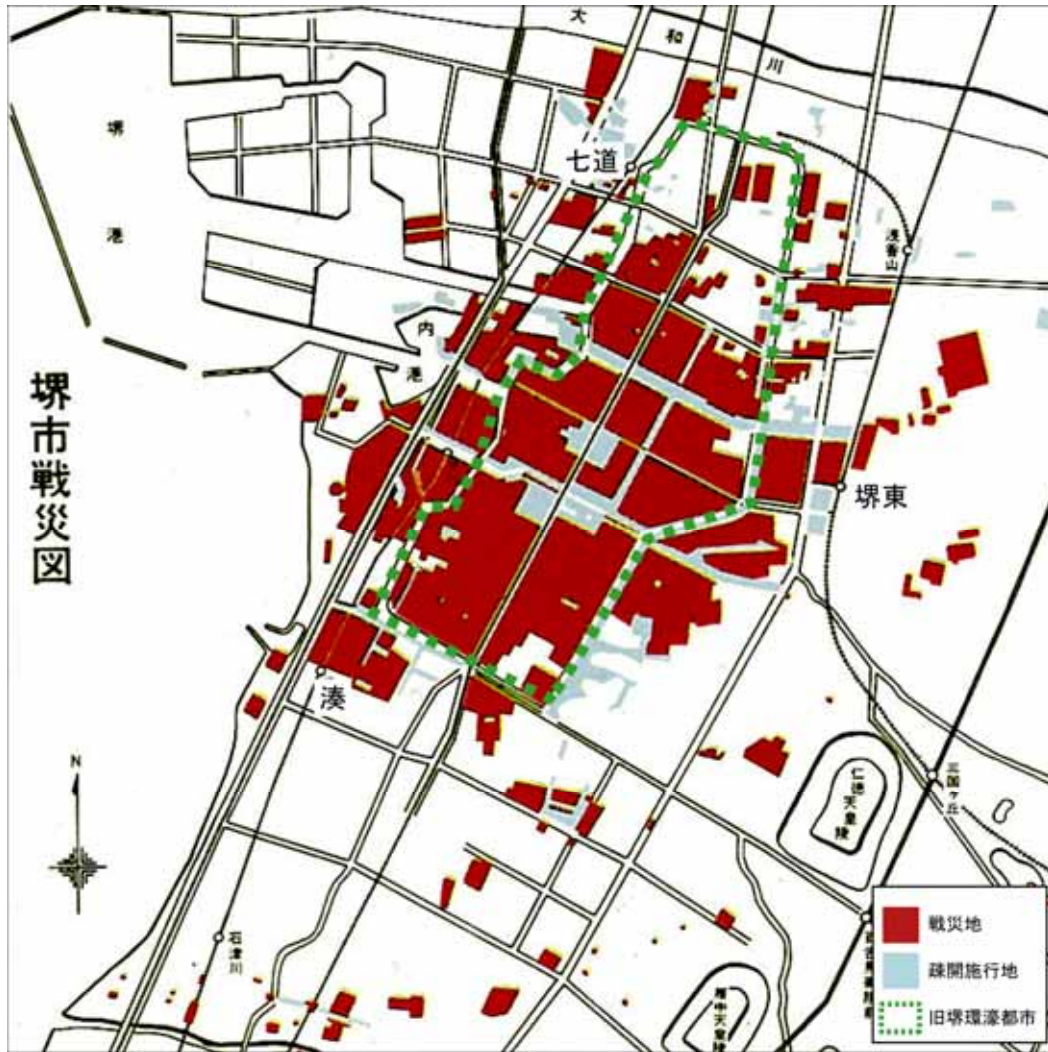 堺市戦災図
大和川
堺港
七道
浅香山
内港
堺東
湊
N
仁徳天皇陵
三国ヶ丘
石津川
履中天皇陵
戦災地
疎開施行地
旧堺環濠都市